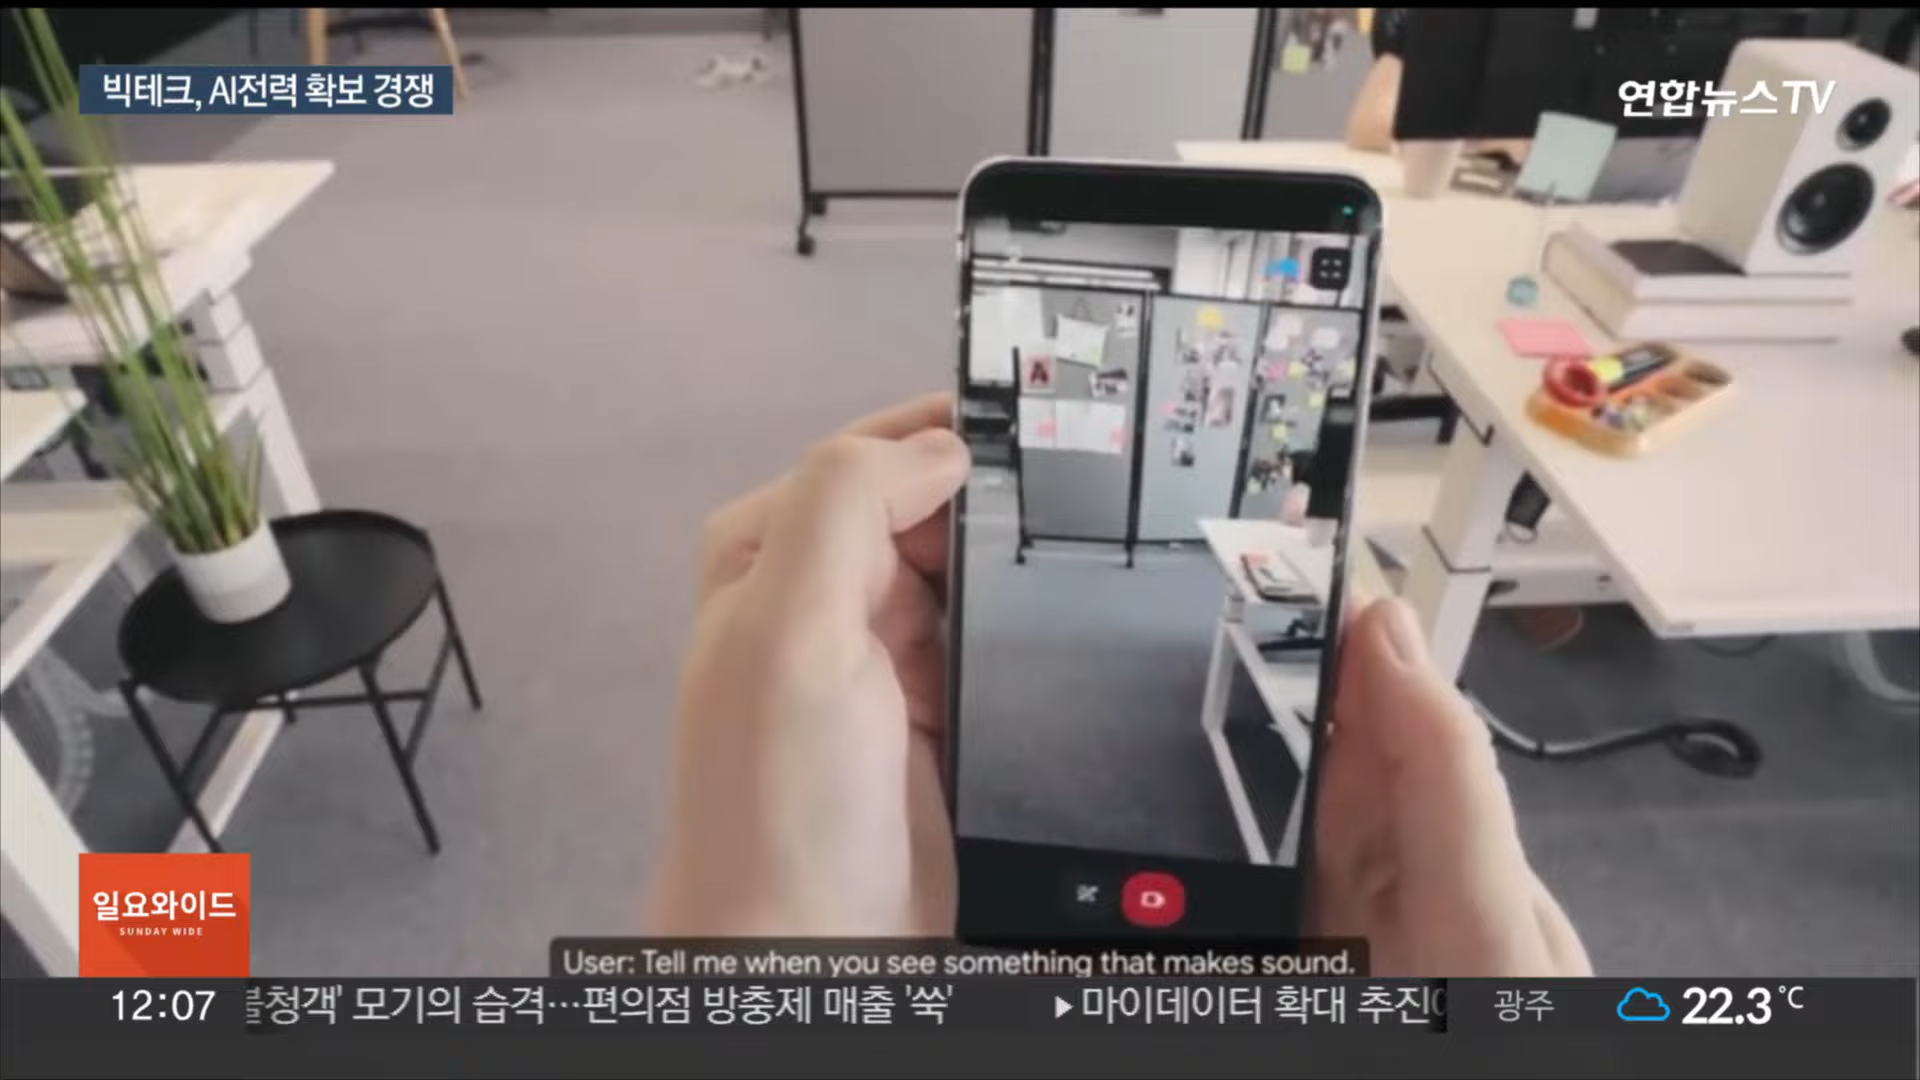 빅테크, AI전력 확보 경쟁
연합뉴스TV
A
일요와이드
SUNDAY WIDE
User: Tell me when you see something that makes sound.
12:07
모기의 습격…편의점 방충제 매출 '쑥'
▶마이데이터 확대 추진
광주
22.3℃